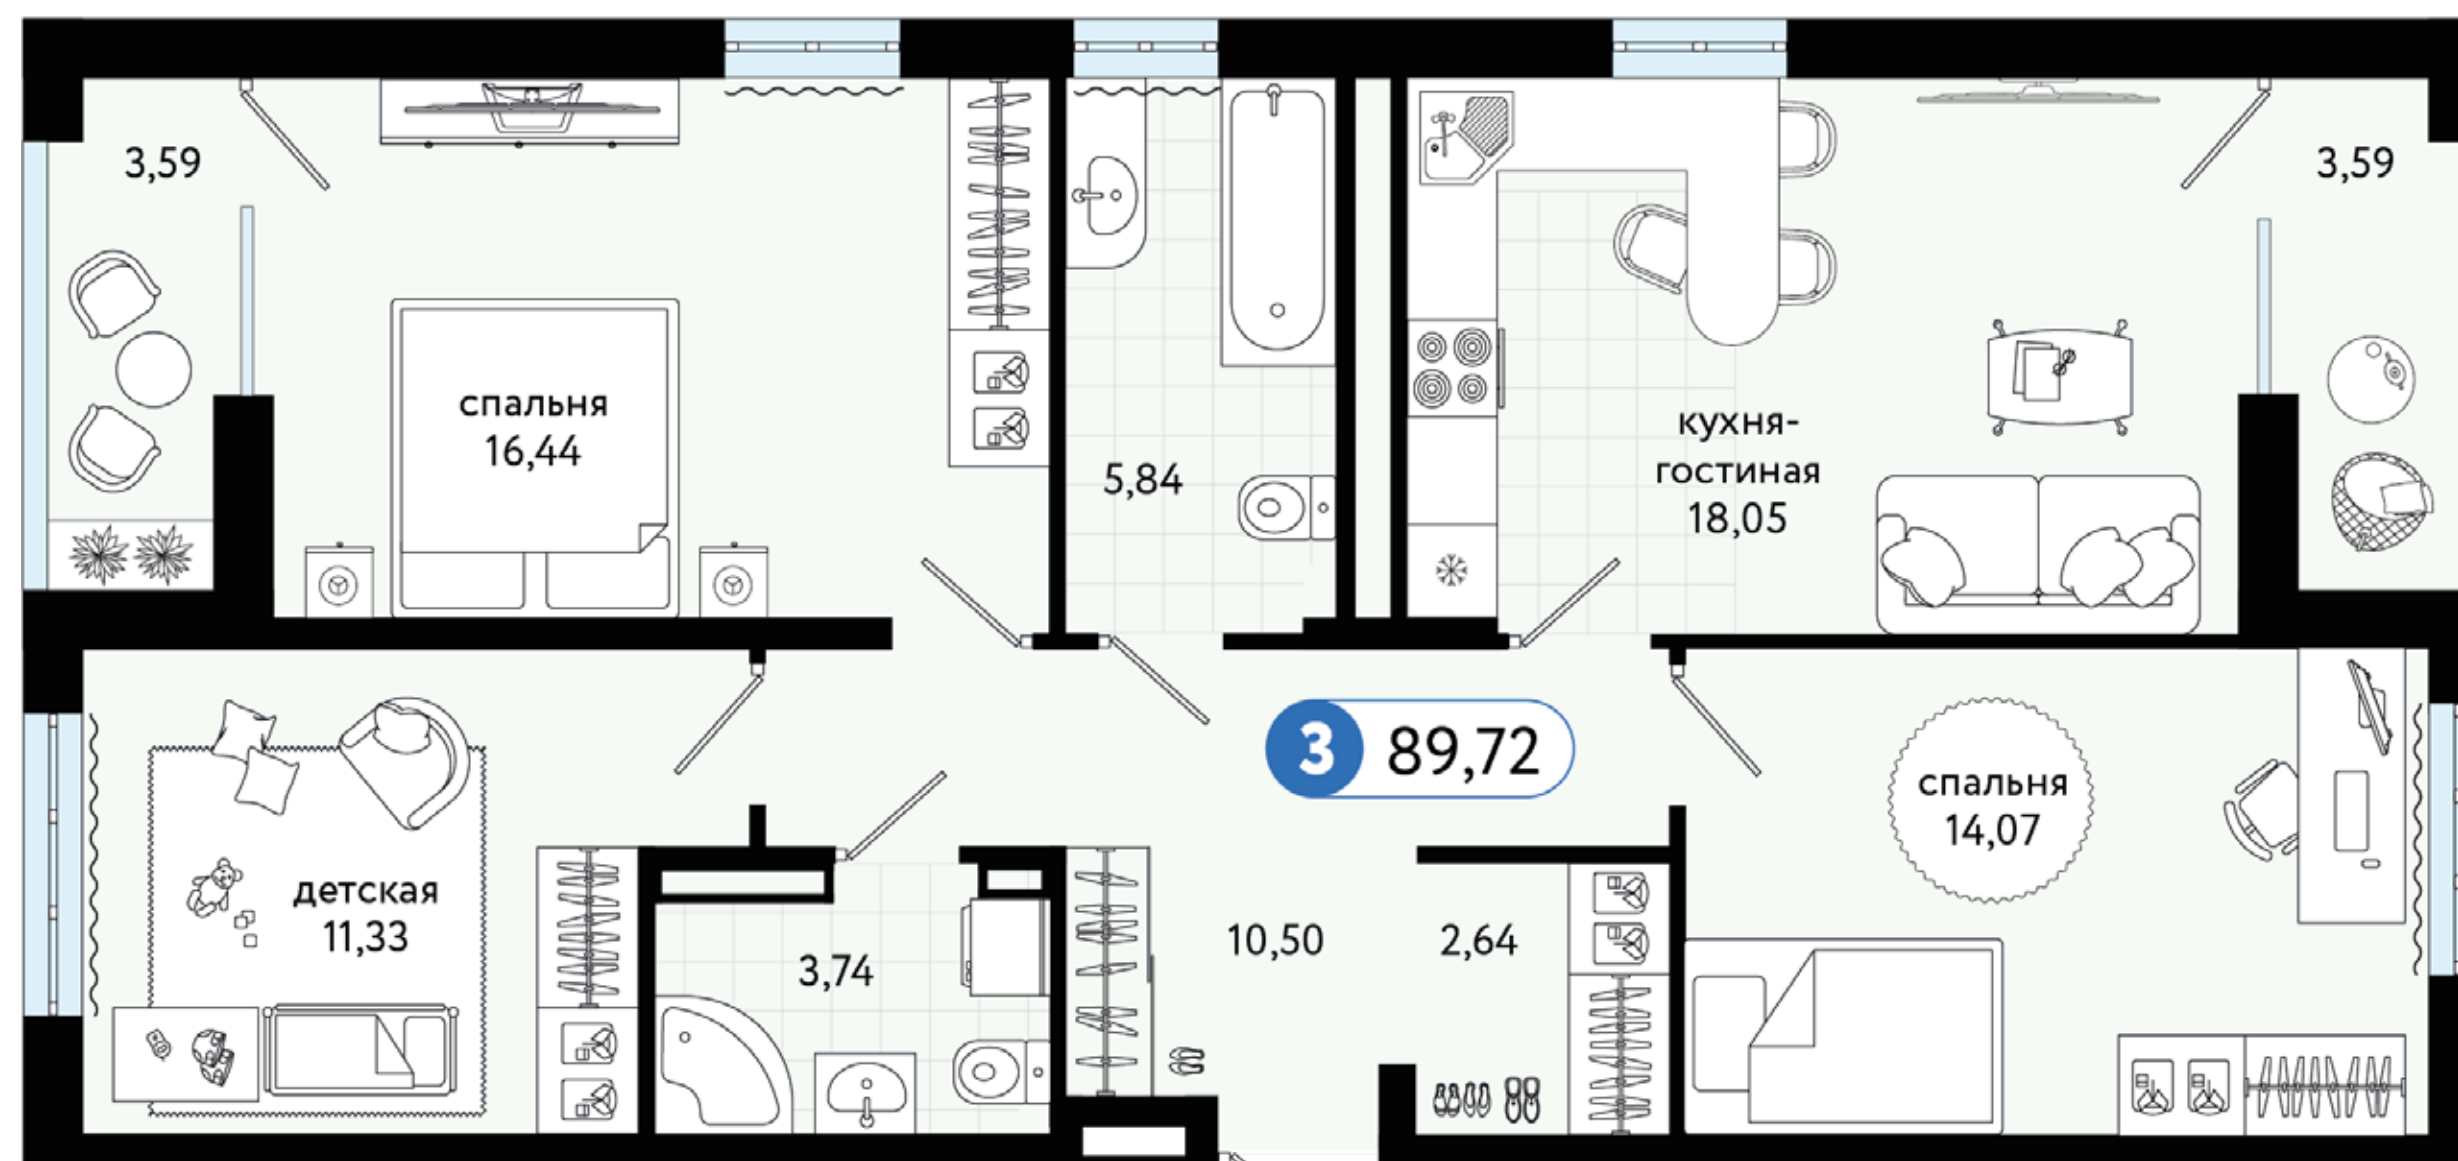 3,59
3,59
спальня
16,44
5,84
кухня-
гостиная
18,05
3 89,72
спальня
14,07
детская
11,33
3,74
10,50
2,64